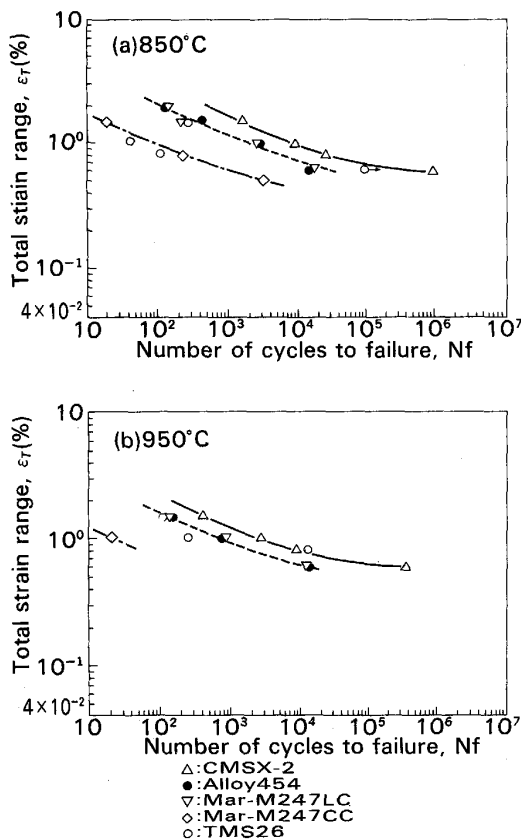 (a)850°C
Total stiain range, εT(%)
10
10⁰
10⁻¹
4×10⁻²
10 10² 10³ 10⁴ 10⁵ 10⁶ 10⁷
Number of cycles to failure, Nf
(b)950°C
Total strain range, εT(%)
10
10⁰
10⁻¹
4×10⁻²
10 10² 10³ 10⁴ 10⁵ 10⁶ 10⁷
Number of cycles to failure, Nf
△:CMSX-2
●:Alloy454
▽:Mar-M247LC
◇:Mar-M247CC
○:TMS26